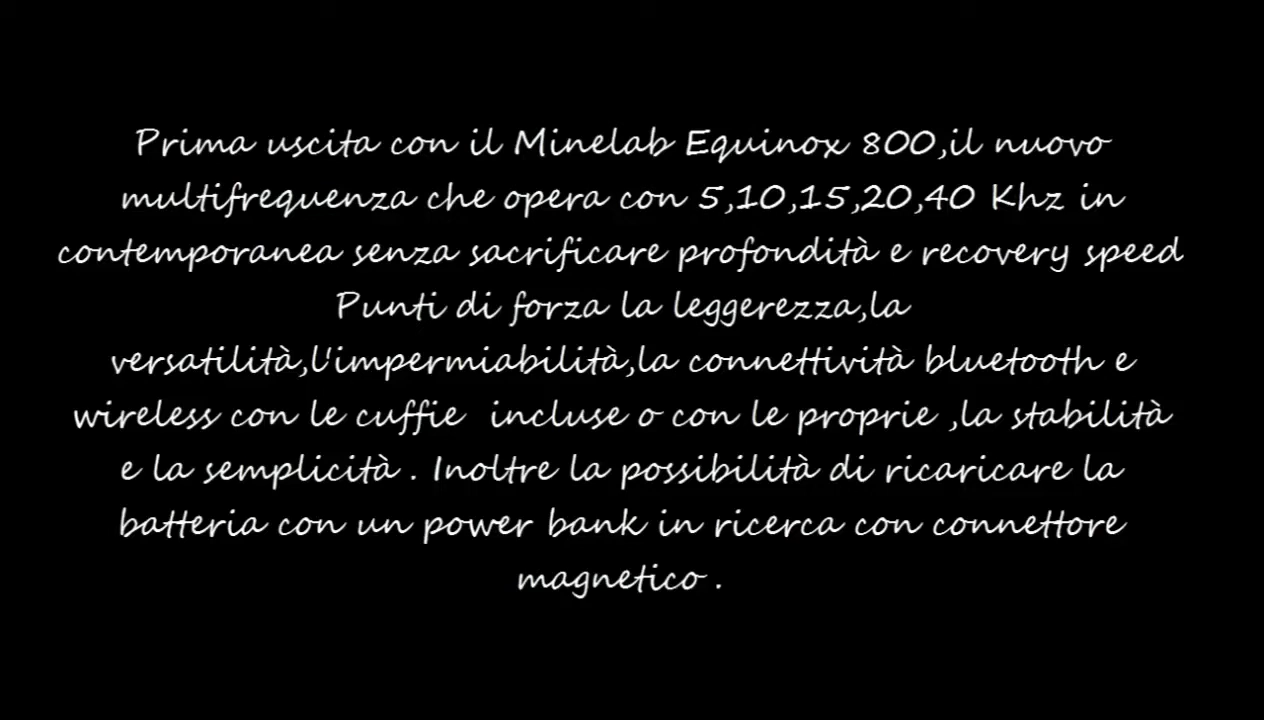 Prima uscita con il Minelab Equinox 800,il nuovo
multifrequenza che opera con 5,10,15,20,40 Khz in
contemporanea senza sacrificare profondità e recovery speed
Punti di forza la leggerezza,la
versatilità,l'impermiabilità,la connettività bluetooth e
wireless con le cuffie incluse o con le proprie ,la stabilità
e la semplicità . Inoltre la possibilità di ricaricare la
batteria con un power bank in ricerca con connettore
magnetico .